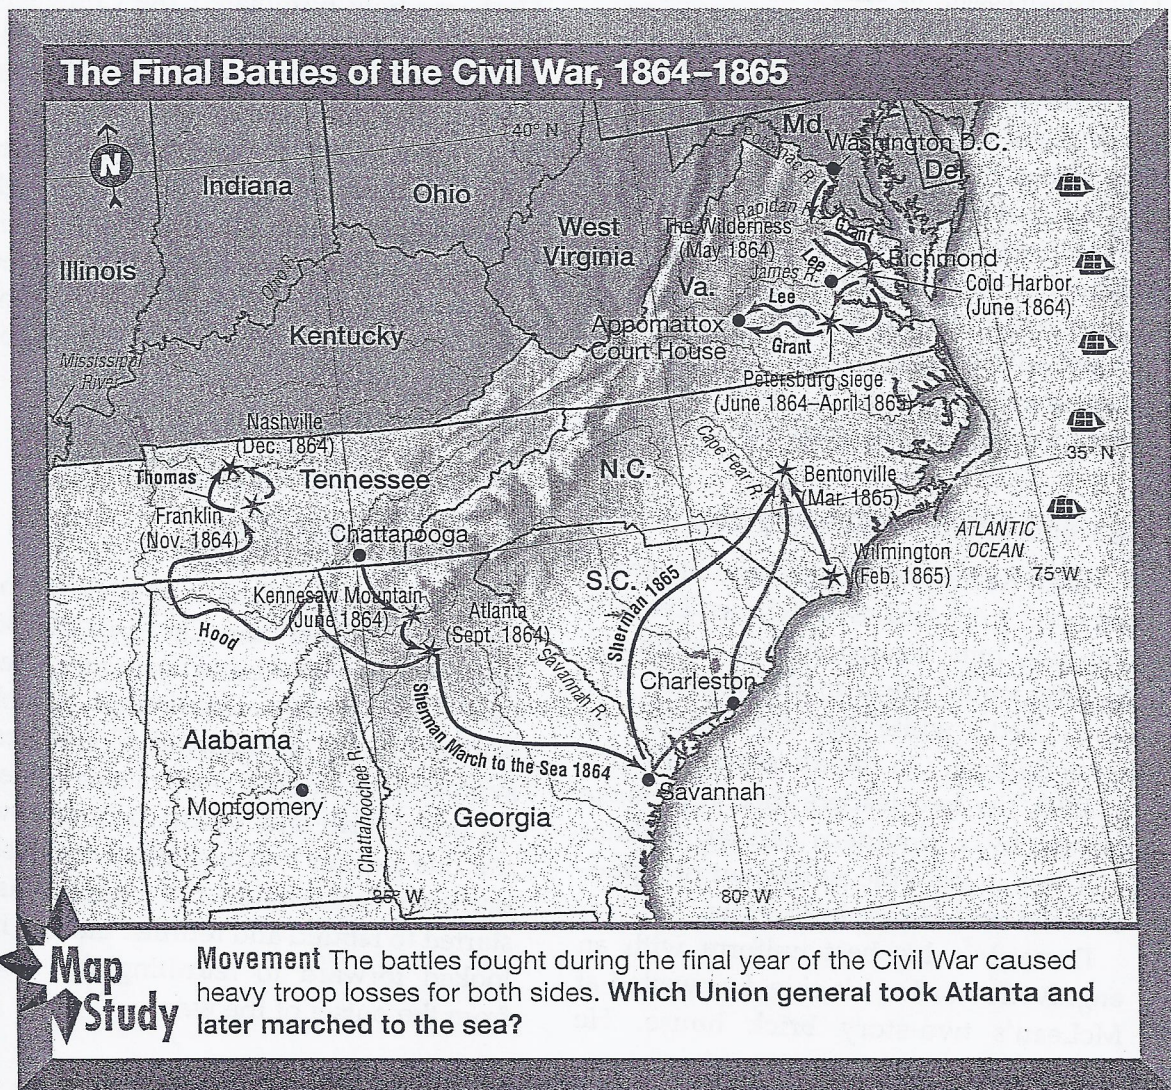 The Final Battles of the Civil War, 1864–1865
40° N
N
Md.
Washington D.C.
Del.
Indiana
Ohio
Potomac R.
West
Virginia
Rapidan R.
The Wilderness
(May 1864)
Grant
Lee
Illinois
Ohio R.
Richmond
James R.
Va.
Cold Harbor
(June 1864)
Lee
Kentucky
Appomattox
Court House
Grant
Mississippi
River
Petersburg siege
(June 1864–April 1865)
Nashville
(Dec. 1864)
Cape Fear R.
35° N
Thomas
Tennessee
N.C.
Bentonville
(Mar. 1865)
Franklin
(Nov. 1864)
Chattanooga
ATLANTIC
OCEAN
Wilmington
(Feb. 1865)
75°W
Kennesaw Mountain
(June 1864)
S.C.
Sherman 1865
Atlanta
(Sept. 1864)
Hood
Savannah R.
Charleston
Sherman March to the Sea 1864
Alabama
Montgomery
Chattahoochee R.
Savannah
Georgia
85° W
80° W
Map
Study
Movement The battles fought during the final year of the Civil War caused
heavy troop losses for both sides. Which Union general took Atlanta and
later marched to the sea?